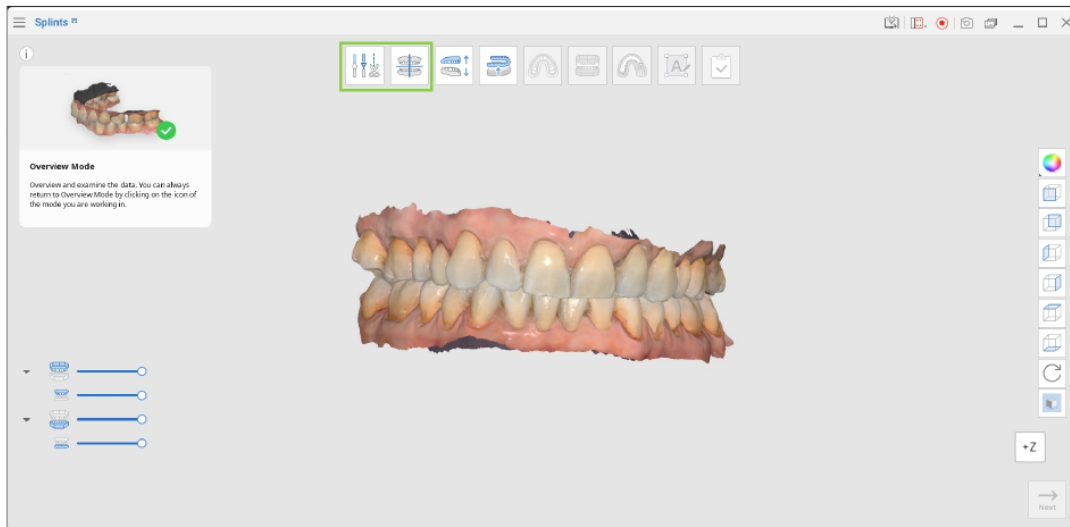 Splints
i
Overview Mode
Overview and examine the data. You can always
return to Overview Mode by clicking on the icon of
the mode you are working in.
A
+Z
Next